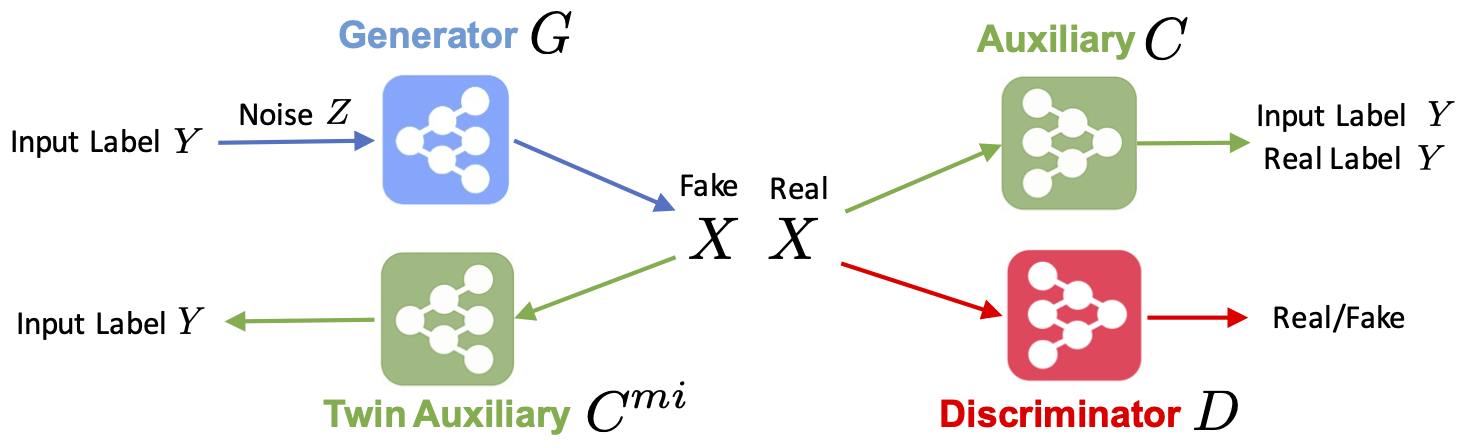 Generator G
Auxiliary C
Noise Z
Input Label Y
Input Label Y
Real Label Y
Fake Real
X X
Input Label Y
Real/Fake
Twin Auxiliary C^{mi}
Discriminator D